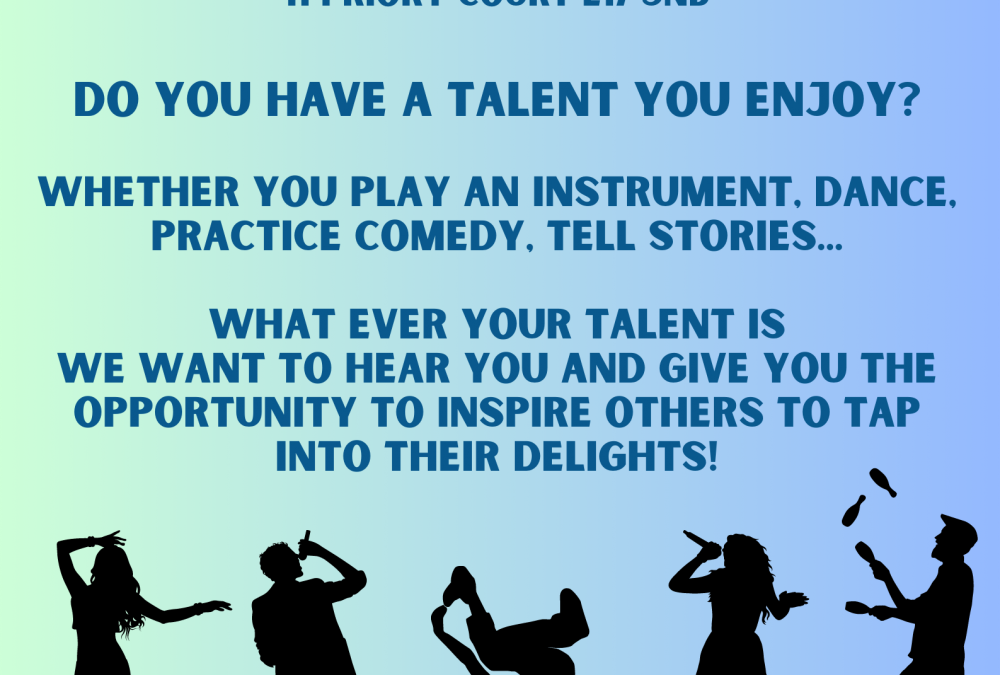 PRIORY COURT
DO YOU HAVE A TALENT YOU ENJOY?
WHETHER YOU PLAY AN INSTRUMENT, DANCE,
PRACTICE COMEDY, TELL STORIES...
WHAT EVER YOUR TALENT IS
WE WANT TO HEAR YOU AND GIVE YOU THE
OPPORTUNITY TO INSPIRE OTHERS TO TAP
INTO THEIR DELIGHTS!